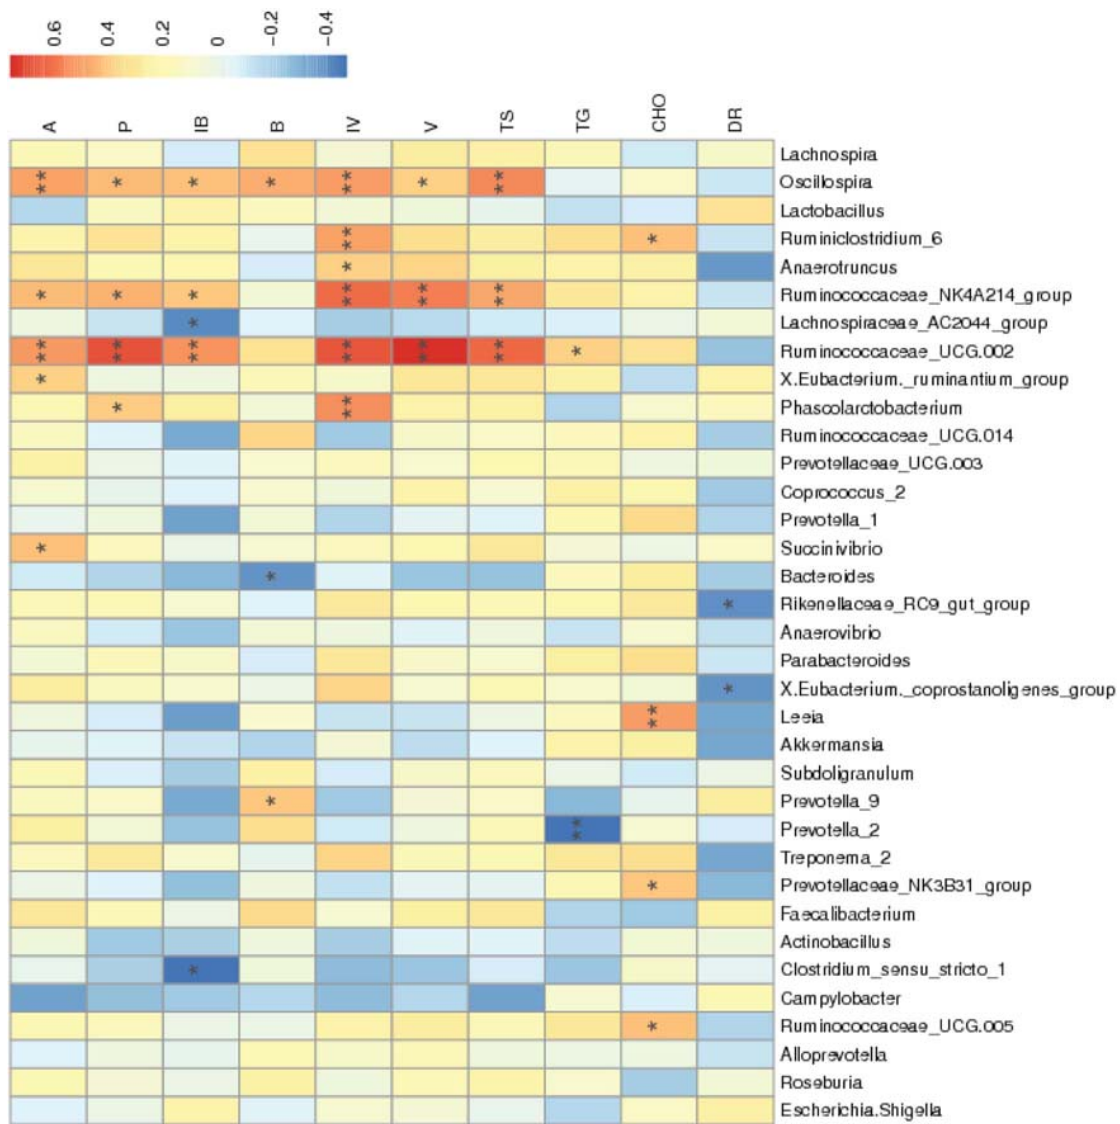 0.6 0.4 0.2 0 -0.2 -0.4
A P IB B IV V TS TG CHO DR
Lachnospira
** * * * ** * ** Oscillospira
Lactobacillus
** * Ruminiclostridium_6
* Anaerotruncus
* * * ** ** ** Ruminococcaceae_NK4A214_group
* Lachnospiraceae_AC2044_group
** ** ** ** ** ** * Ruminococcaceae_UCG.002
* X.Eubacterium._ruminantium_group
* ** Phascolarctobacterium
Ruminococcaceae_UCG.014
Prevotellaceae_UCG.003
Coprococcus_2
Prevotella_1
* Succinivibrio
* Bacteroides
* Rikenellaceae_RC9_gut_group
Anaerovibrio
Parabacteroides
* X.Eubacterium._coprostanoligenes_group
** Leeia
Akkermansia
Subdoligranulum
* Prevotella_9
** Prevotella_2
Treponema_2
* Prevotellaceae_NK3B31_group
Faecalibacterium
Actinobacillus
* Clostridium_sensu_stricto_1
Campylobacter
* Ruminococcaceae_UCG.005
Alloprevotella
Roseburia
Escherichia.Shigella